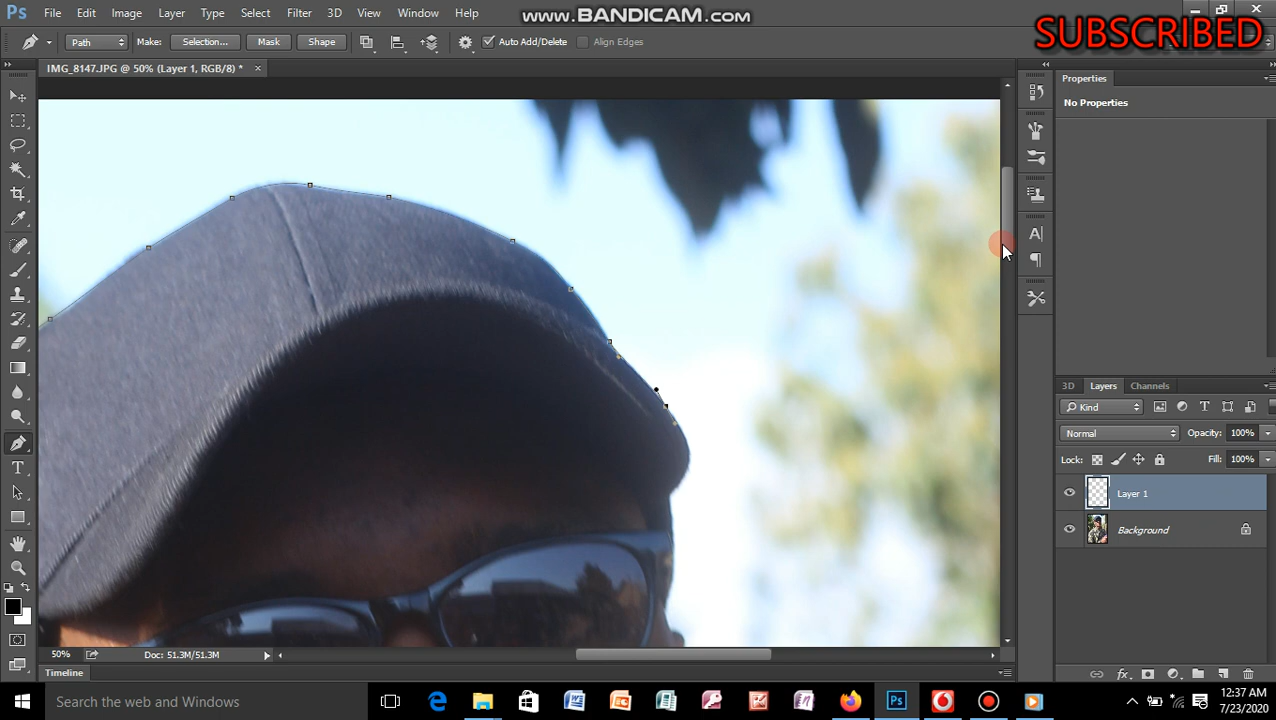 Ps File Edit Image Layer Type Select Filter 3D View Window Help
www.BANDICAM.com
SUBSCRIBED
Path Make: Selection... Mask Shape Auto Add/Delete Align Edges
IMG_8147.JPG @ 50% (Layer 1, RGB/8) * ×
Properties
No Properties
3D Layers Channels
Kind
Normal Opacity: 100%
Lock: Fill: 100%
Layer 1
Background
50% Doc: 51.3M/51.3M
Timeline
Search the web and Windows
12:37 AM
7/23/2020